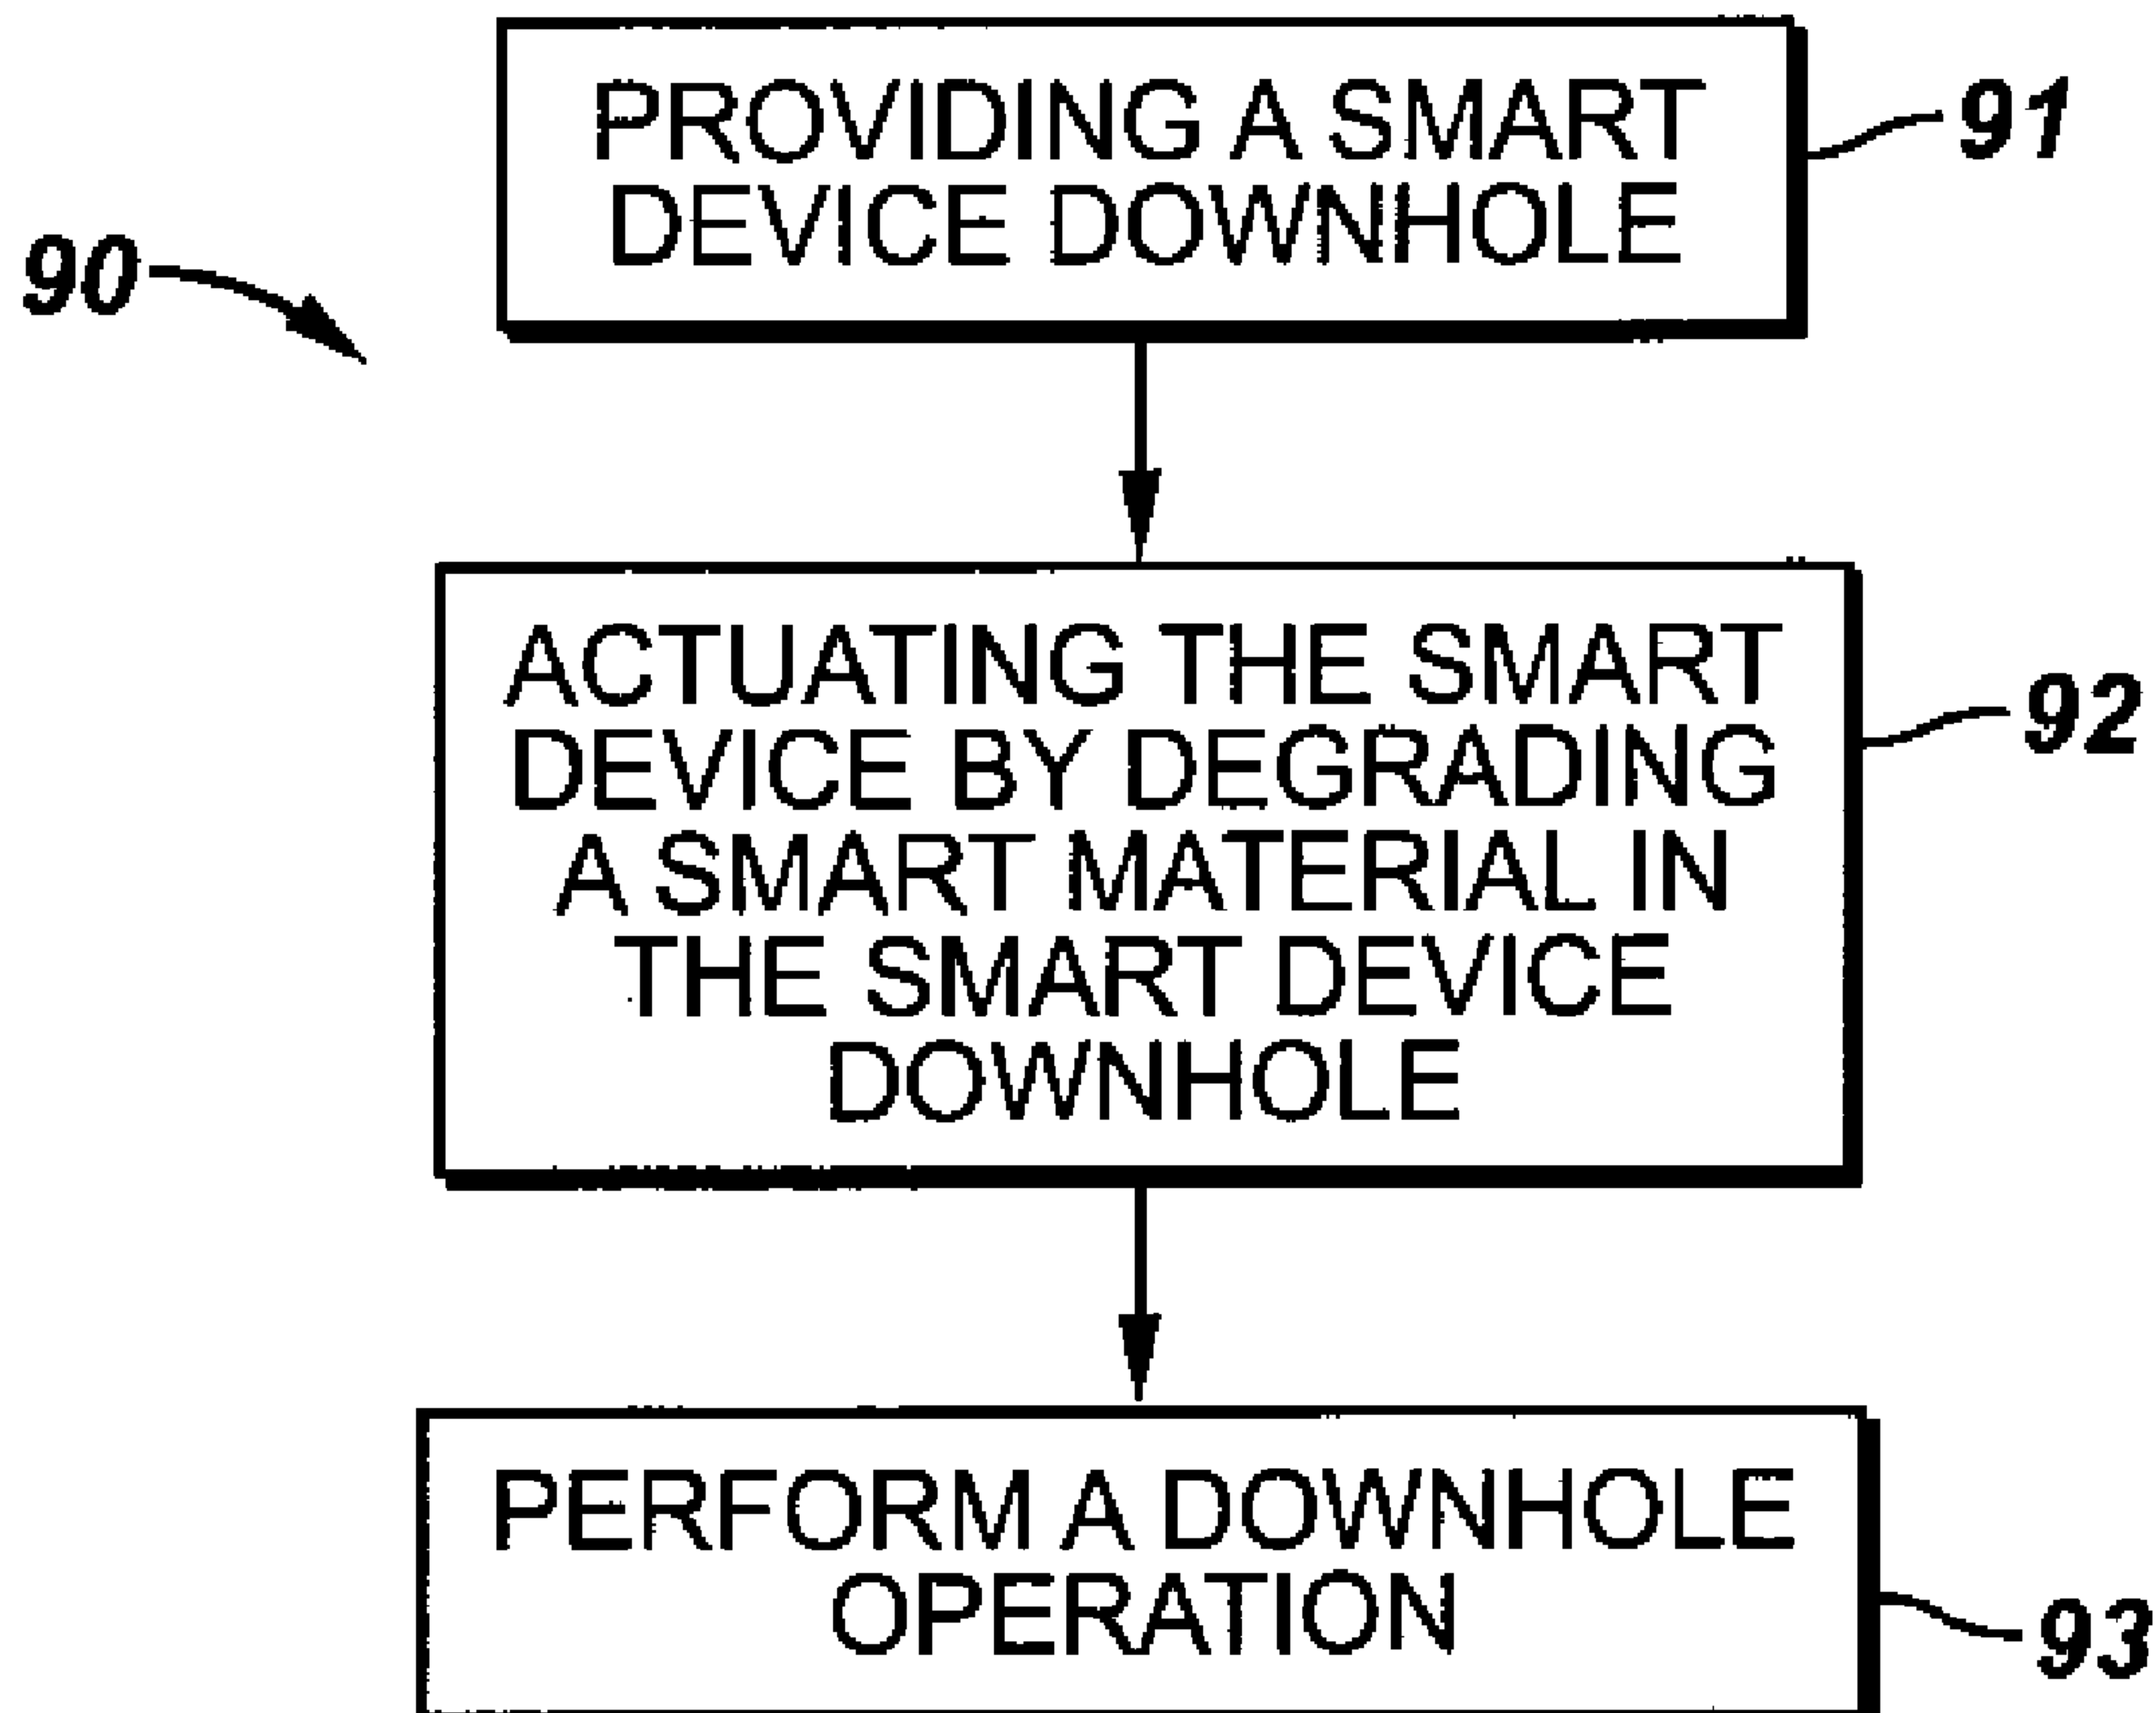 PROVIDING A SMART
DEVICE DOWNHOLE
91
90
ACTUATING THE SMART
DEVICE BY DEGRADING
A SMART MATERIAL IN
THE SMART DEVICE
DOWNHOLE
92
PERFORM A DOWNHOLE
OPERATION
93